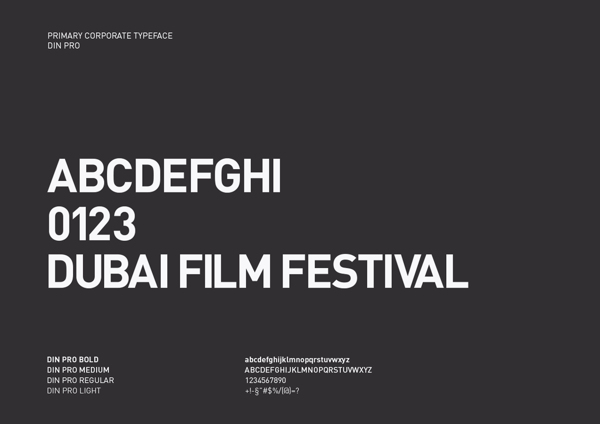 PRIMARY CORPORATE TYPEFACE
DIN PRO
ABCDEFGHI
0123
DUBAI FILM FESTIVAL
DIN PRO BOLD
DIN PRO MEDIUM
DIN PRO REGULAR
DIN PRO LIGHT
abcdefghijklmnopqrstuvwxyz
ABCDEFGHIJKLMNOPQRSTUVWXYZ
1234567890
+!-§"#$%/(@)=?